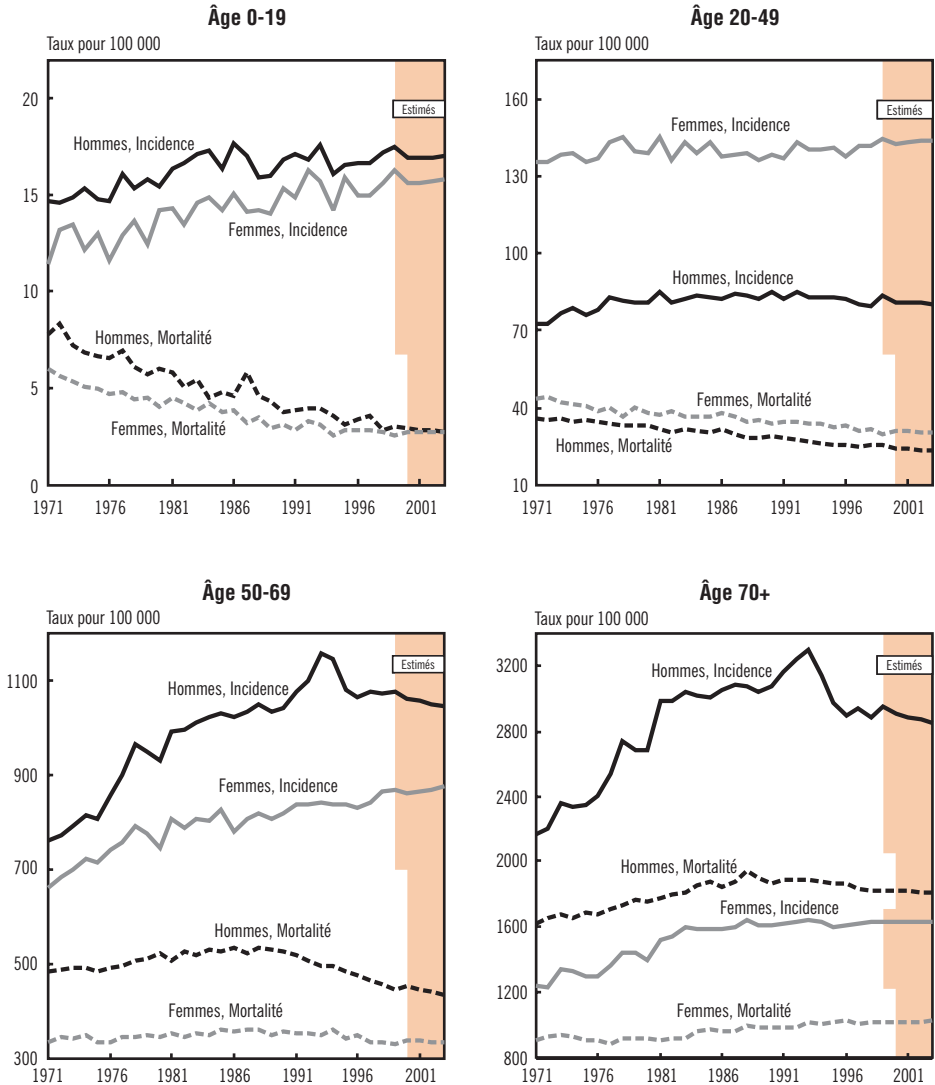 Âge 0-19
Taux pour 100 000
20
15
10
5
0
Estimés
Hommes, Incidence
Femmes, Incidence
Hommes, Mortalité
Femmes, Mortalité
1971 1976 1981 1986 1991 1996 2001
Âge 20-49
Taux pour 100 000
160
130
100
70
40
10
Estimés
Femmes, Incidence
Hommes, Incidence
Femmes, Mortalité
Hommes, Mortalité
1971 1976 1981 1986 1991 1996 2001
Âge 50-69
Taux pour 100 000
1100
900
700
500
300
Estimés
Hommes, Incidence
Femmes, Incidence
Hommes, Mortalité
Femmes, Mortalité
1971 1976 1981 1986 1991 1996 2001
Âge 70+
Taux pour 100 000
3200
2800
2400
2000
1600
1200
800
Estimés
Hommes, Incidence
Hommes, Mortalité
Femmes, Incidence
Femmes, Mortalité
1971 1976 1981 1986 1991 1996 2001